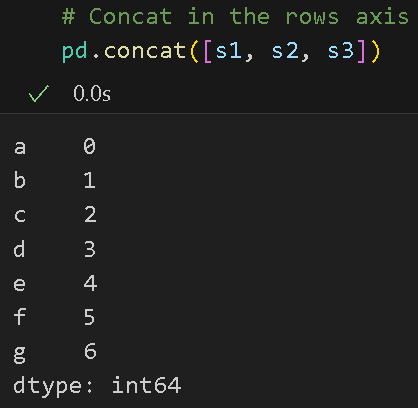 # Concat in the rows axis
pd.concat([s1, s2, s3])
0.0s
a    0
b    1
c    2
d    3
e    4
f    5
g    6
dtype: int64